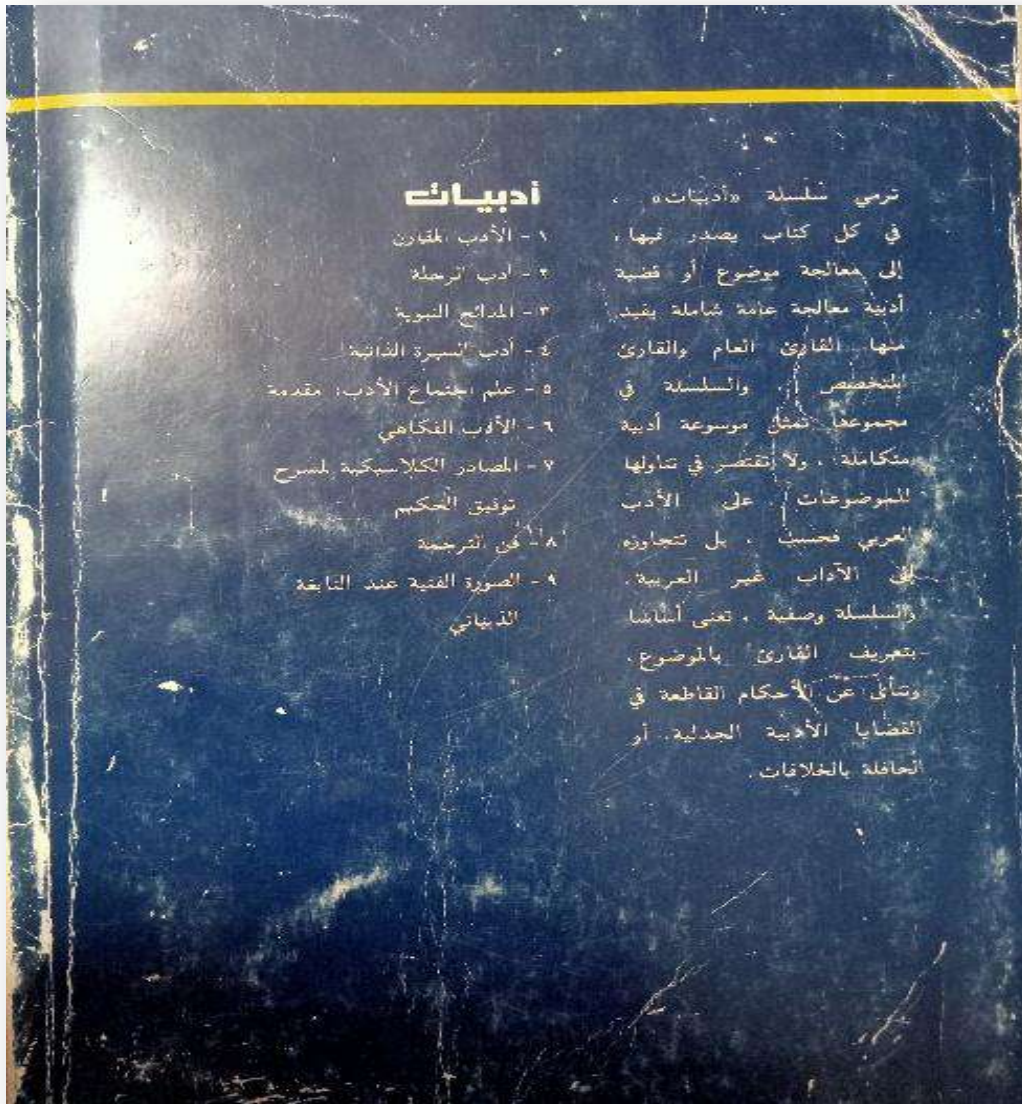 ترمي سلسلة «أدبيات» ،
في كل كتاب يصدر فيها ،
إلى معالجة موضوع أو قضية
أدبية معالجة عامة شاملة يفيد
منها القارئ العام والقارئ
المتخصص . والسلسلة في
مجموعها تمثل موسوعة أدبية
متكاملة . ولا تقتصر في تناولها
للموضوعات على الأدب
العربي فحسب ، بل تتجاوزه
إلى الآداب غير العربية .
والسلسلة وصفية ، تعنى أساسا
بتعريف القارئ بالموضوع .
وتنأى عن الأحكام القاطعة في
القضايا الأدبية الجدلية، أو
الحافلة بالخلافات .
أدبيات
١ - الأدب المقارن
٢ - أدب الرحلة
٣ - المدائح النبوية
٤ - أدب السيرة الذاتية
٥ - علم اجتماع الأدب: مقدمة
٦ - الأدب الفكاهي
٧ - المصادر الكلاسيكية لمسرح
توفيق الحكيم
٨ - فن الترجمة
٩ - الصورة الفنية عند النابغة
الذبياني